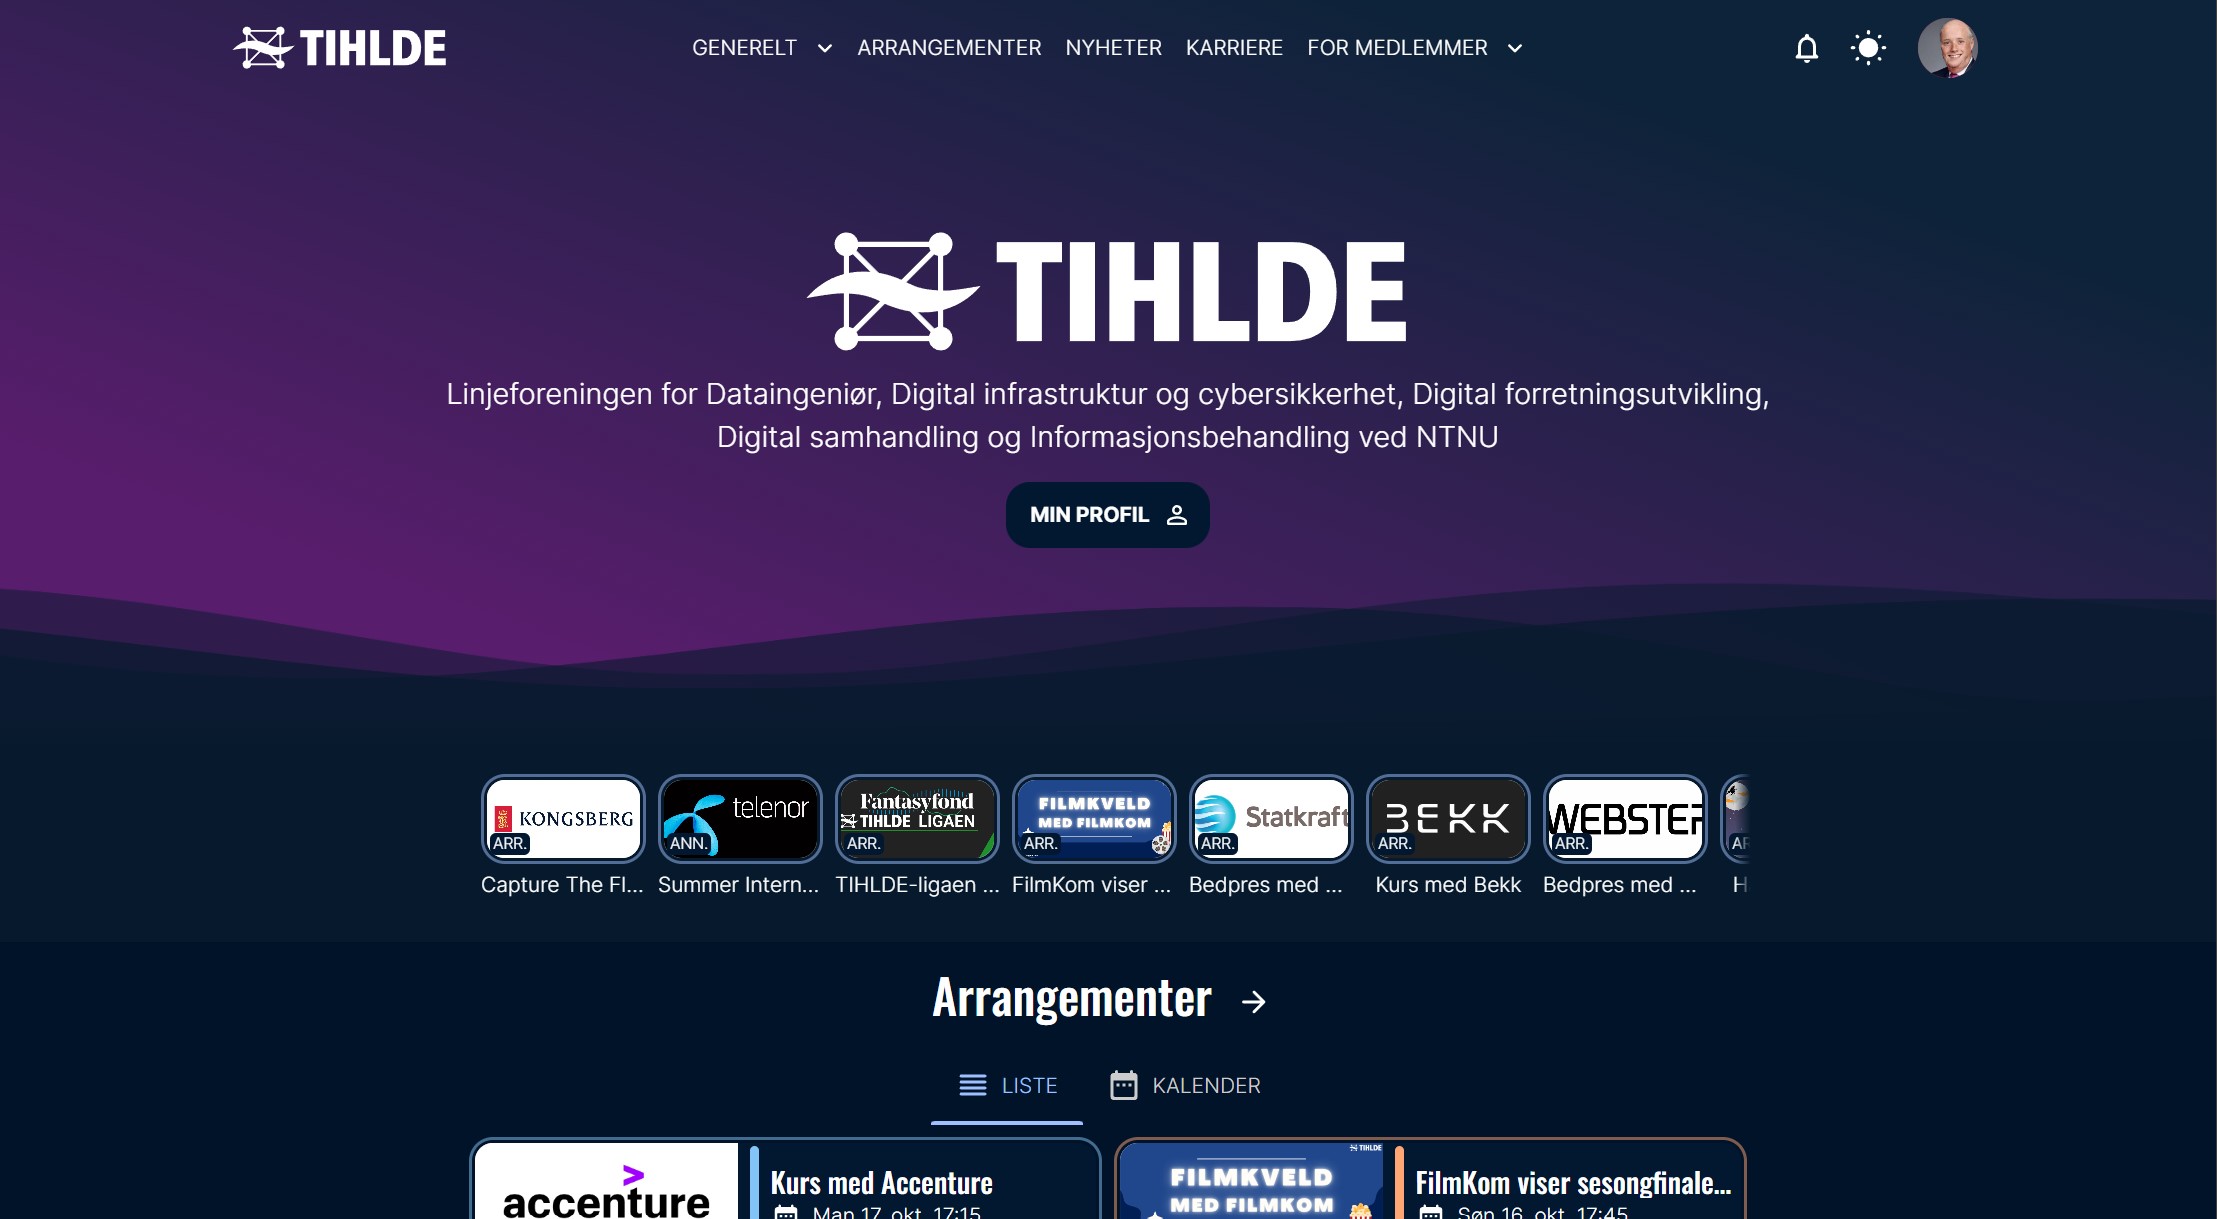 TIHLDE
GENERELT
ARRANGEMENTER
NYHETER
KARRIERE
FOR MEDLEMMER
TIHLDE
Linjeforeningen for Dataingeniør, Digital infrastruktur og cybersikkerhet, Digital forretningsutvikling,
Digital samhandling og Informasjonsbehandling ved NTNU
MIN PROFIL
KONGSBERG
ARR.
Capture The Fl...
telenor
ANN.
Summer Intern...
Fantasyfond
TIHLDE LIGAEN
ARR.
TIHLDE-ligaen ...
FILMKVELD
MED FILMKOM
ARR.
FilmKom viser ...
Statkraft
ARR.
Bedpres med ...
BEKK
ARR.
Kurs med Bekk
WEBSTEP
ARR.
Bedpres med ...
AR
H
Arrangementer
LISTE
KALENDER
accenture
Kurs med Accenture
Man 17. okt. 17:15
TIHLDE
FILMKVELD
MED FILMKOM
FilmKom viser sesongfinale...
Søn 16. okt. 17:45